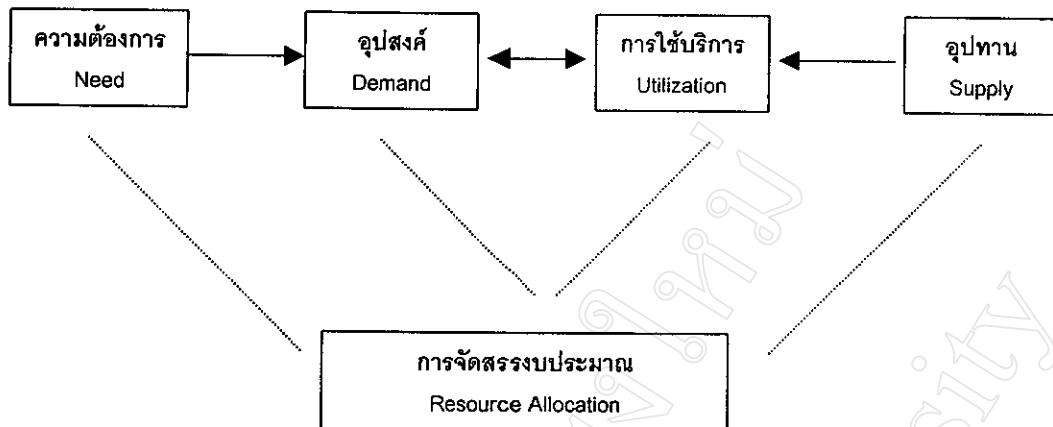 ความต้องการ
Need
อุปสงค์
Demand
การใช้บริการ
Utilization
อุปทาน
Supply
การจัดสรรงบประมาณ
Resource Allocation